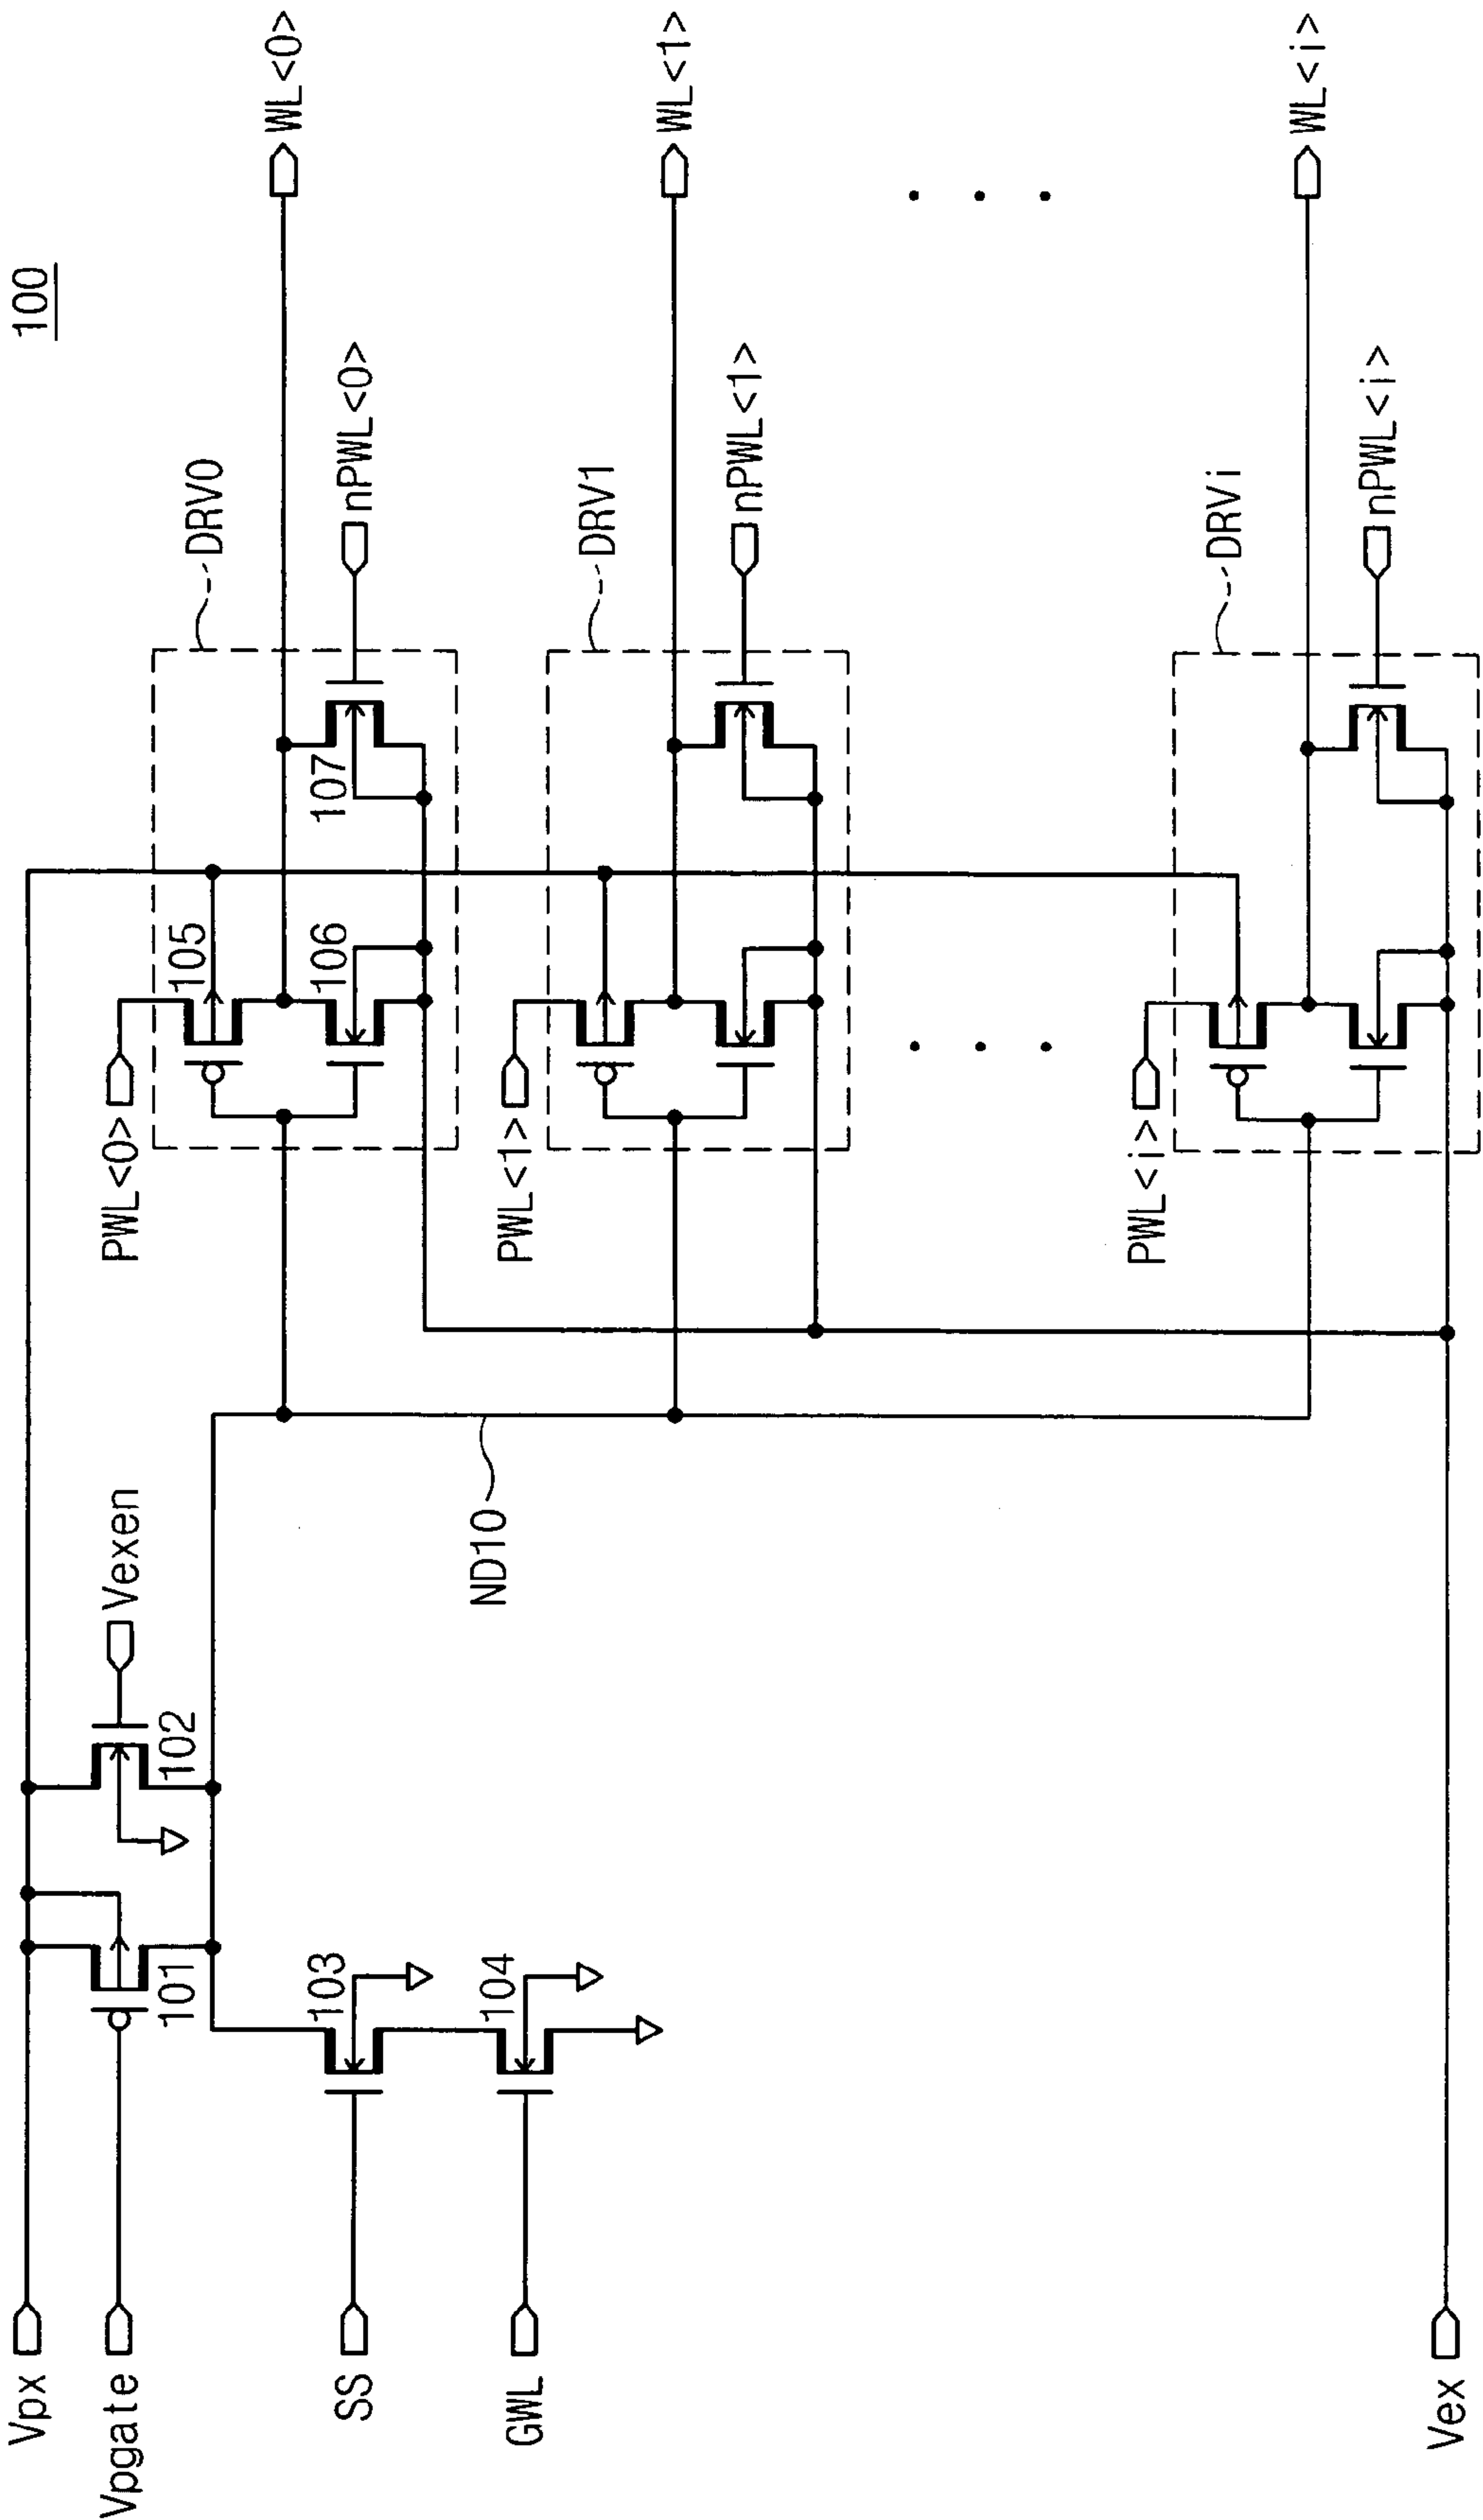 100
Vpx
Vpgate
101
102
Vexen
SS
103
GWL
104
ND10
PWL<0>
105
106
107
DRV0
nPWL<0>
WL<0>
PWL<1>
DRV1
nPWL<1>
WL<1>
PWL<i>
DRVi
nPWL<i>
WL<i>
Vex